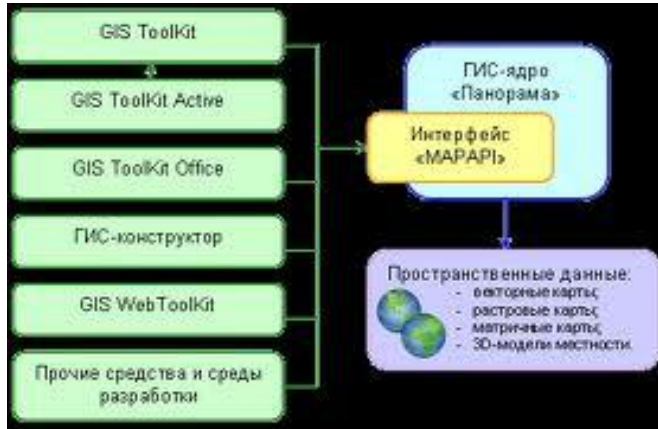 GIS ToolKit
GIS ToolKit Active
GIS ToolKit Office
ГИС-конструктор
GIS WebToolKit
Прочие средства и среды
разработки
ГИС-ядро
«Панорама»
Интерфейс
«MAPAPI»
Пространственные данные:
- векторные карты;
- растровые карты;
- матричные карты;
- 3D-модели местности.